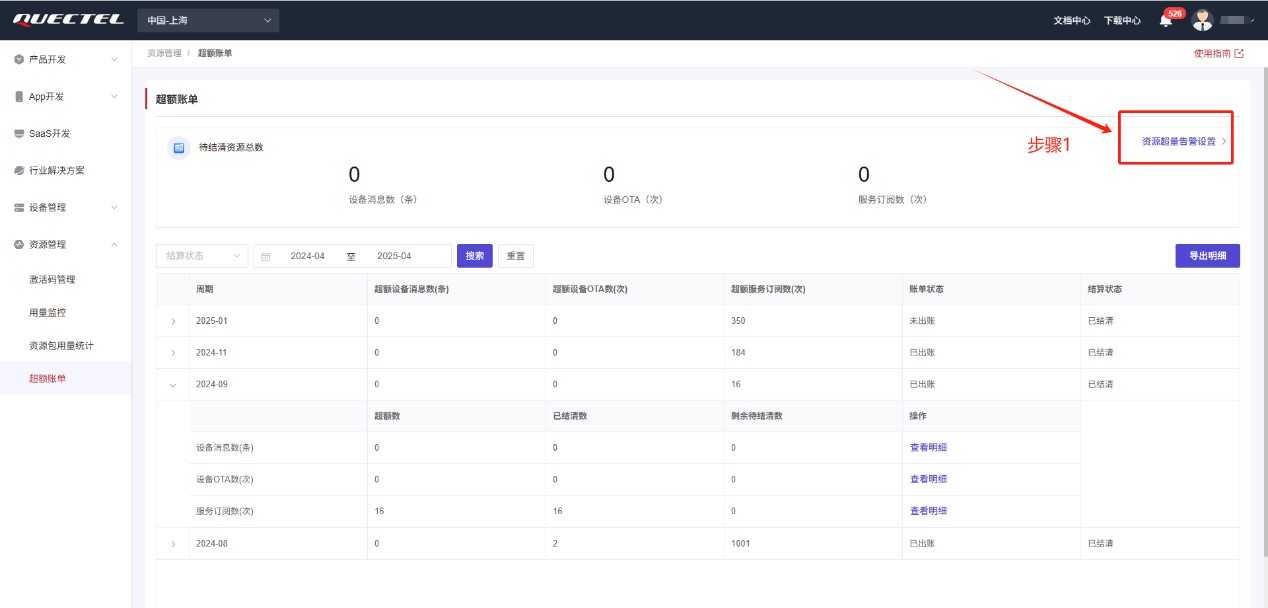 QUECTEL 中国-上海 文档中心 下载中心 526
产品开发
App开发
SaaS开发
行业解决方案
设备管理
资源管理
激活码管理
用量监控
资源包用量统计
超额账单
资源管理 / 超额账单 使用指南
超额账单
待结清资源总数
步骤1
资源超量告警设置
0 0 0
设备消息数（条） 设备OTA（次） 服务订阅数（次）
结算状态 2024-04 至 2025-04 搜索 重置 导出明细
周期 超额设备消息数(条) 超额设备OTA数(次) 超额服务订阅数(次) 账单状态 结算状态
2025-01 0 0 350 未出账 已结清
2024-11 0 0 184 已出账 已结清
2024-09 0 0 16 已出账 已结清
超额数 已结清数 剩余待结清数 操作
设备消息数(条) 0 0 0 查看明细
设备OTA数(次) 0 0 0 查看明细
服务订阅数(次) 16 16 0 查看明细
2024-08 0 2 1001 已出账 已结清